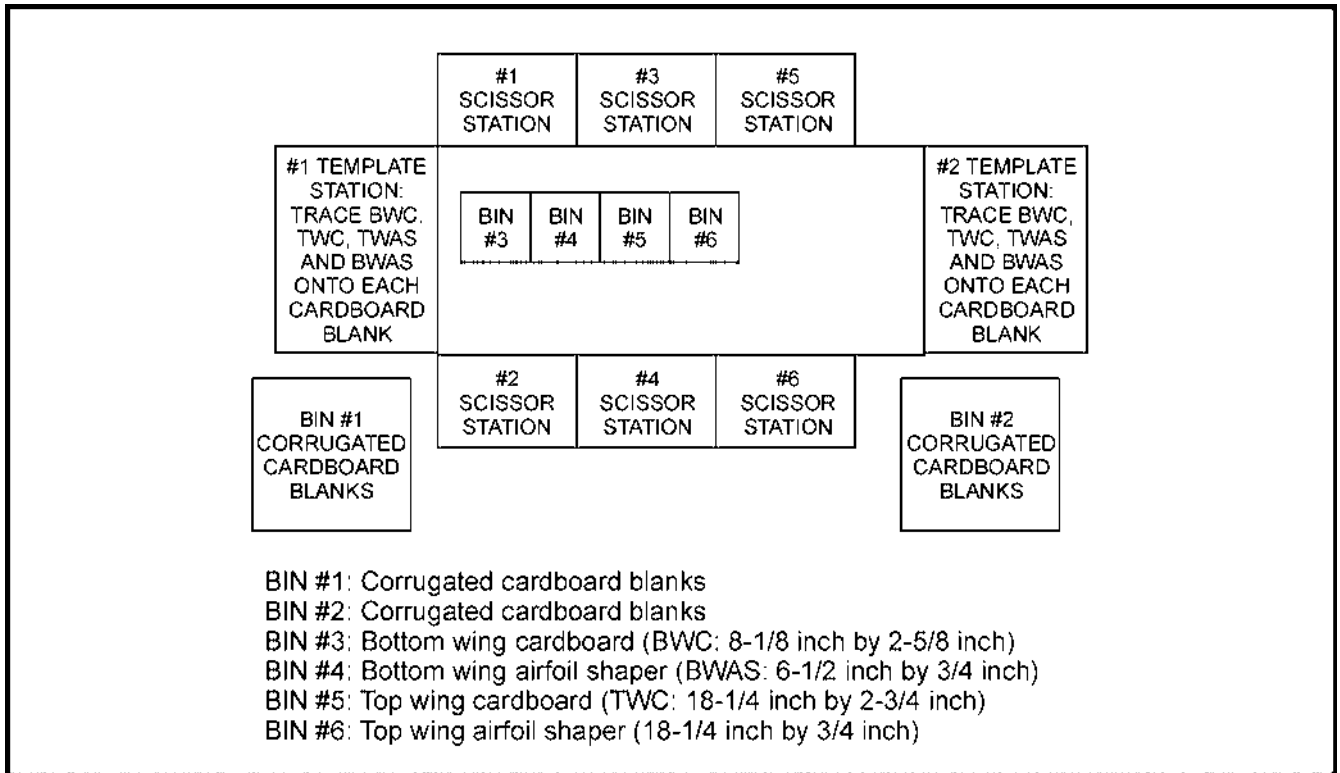 #1
SCISSOR
STATION
#3
SCISSOR
STATION
#5
SCISSOR
STATION
#1 TEMPLATE
STATION:
TRACE BWC.
TWC, TWAS
AND BWAS
ONTO EACH
CARDBOARD
BLANK
BIN
#3
BIN
#4
BIN
#5
BIN
#6
#2 TEMPLATE
STATION:
TRACE BWC,
TWC, TWAS
AND BWAS
ONTO EACH
CARDBOARD
BLANK
#2
SCISSOR
STATION
#4
SCISSOR
STATION
#6
SCISSOR
STATION
BIN #1
CORRUGATED
CARDBOARD
BLANKS
BIN #2
CORRUGATED
CARDBOARD
BLANKS
BIN #1: Corrugated cardboard blanks
BIN #2: Corrugated cardboard blanks
BIN #3: Bottom wing cardboard (BWC: 8-1/8 inch by 2-5/8 inch)
BIN #4: Bottom wing airfoil shaper (BWAS: 6-1/2 inch by 3/4 inch)
BIN #5: Top wing cardboard (TWC: 18-1/4 inch by 2-3/4 inch)
BIN #6: Top wing airfoil shaper (18-1/4 inch by 3/4 inch)